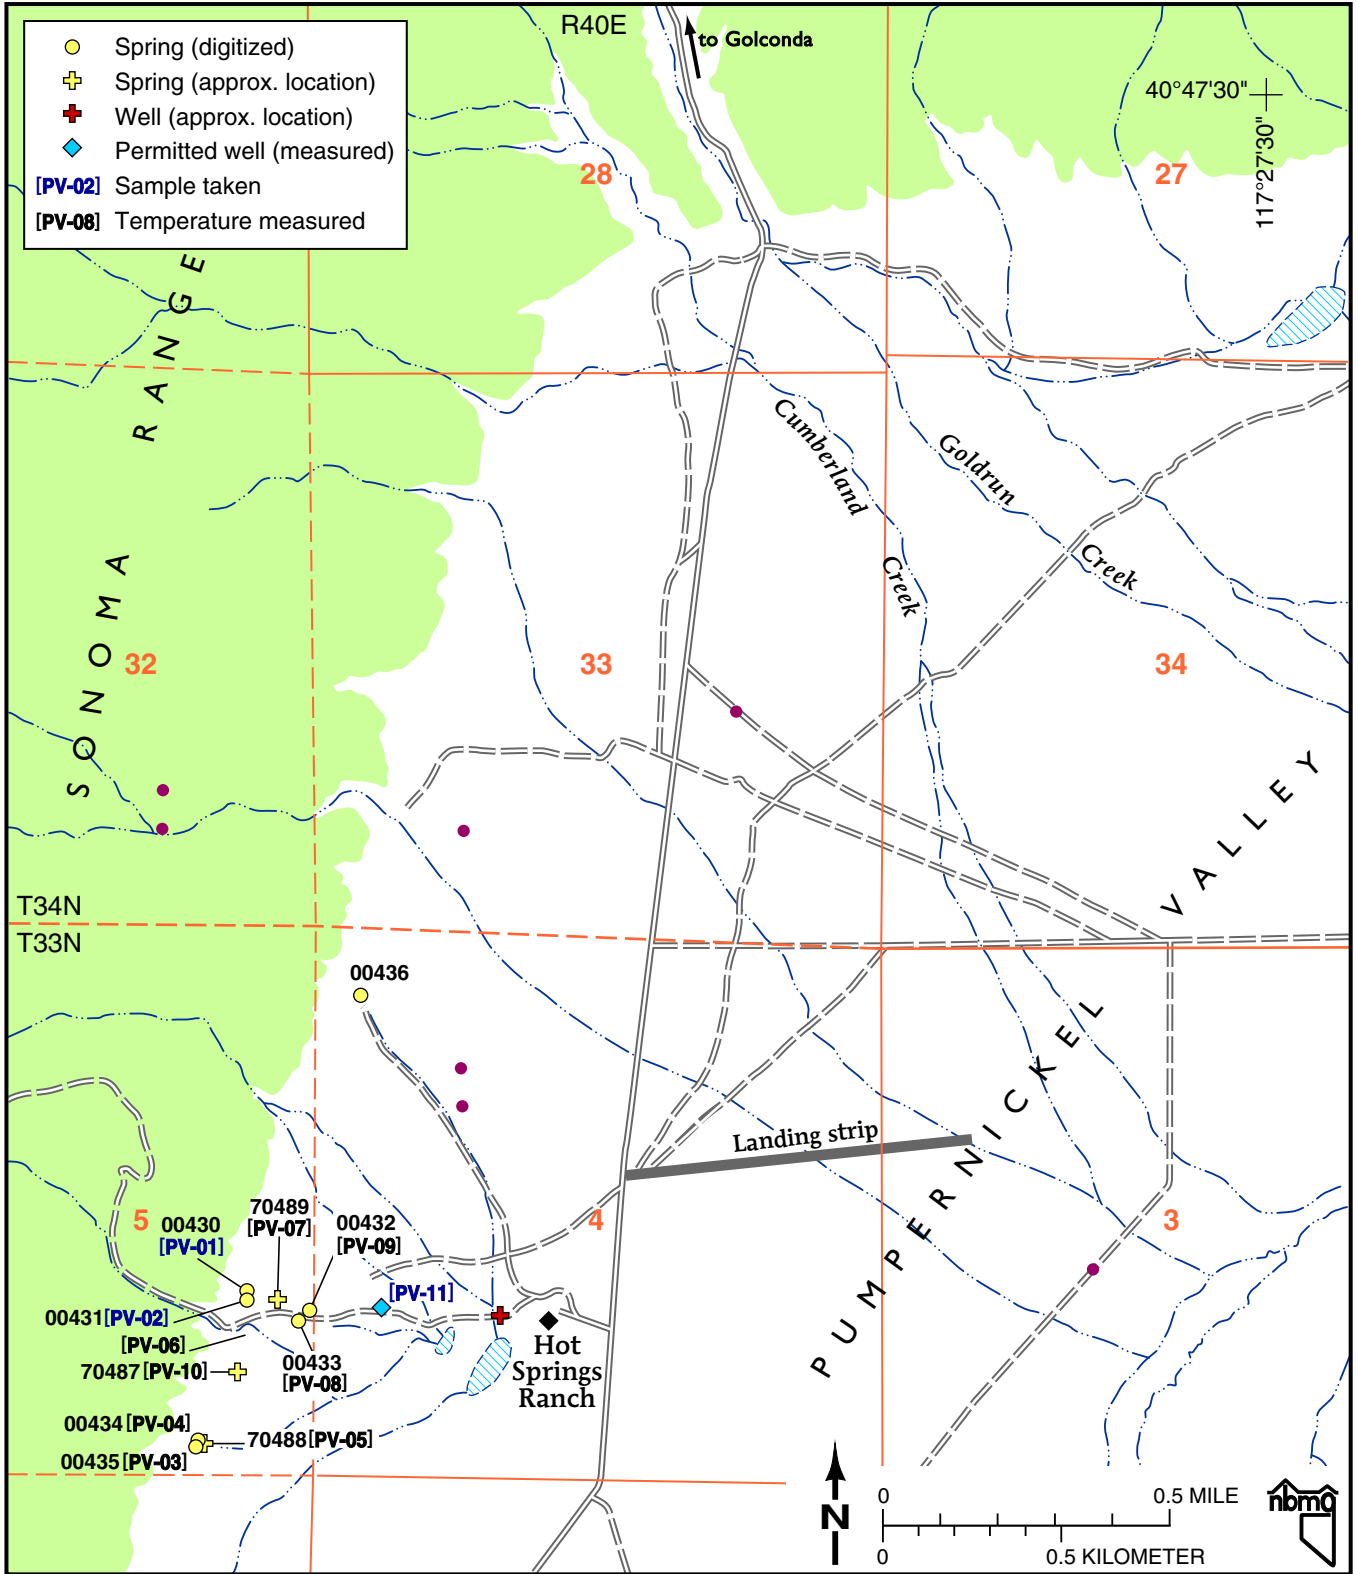 R40E
to Golconda
Spring (digitized)
Spring (approx. location)
Well (approx. location)
Permitted well (measured)
[PV-02] Sample taken
[PV-08] Temperature measured
40°47'30"
117°27'30"
28
27
SONOMA RANGE
Cumberland Creek
Goldrun Creek
32
33
34
T34N
T33N
PUMPERNICKEL VALLEY
00436
Landing strip
5
4
3
70489
[PV-07]
00430
[PV-01]
00432
[PV-09]
[PV-11]
00431 [PV-02]
[PV-06]
70487 [PV-10]
00433
[PV-08]
Hot
Springs
Ranch
00434 [PV-04]
70488 [PV-05]
00435 [PV-03]
N
0 0.5 MILE
0 0.5 KILOMETER
nbmg